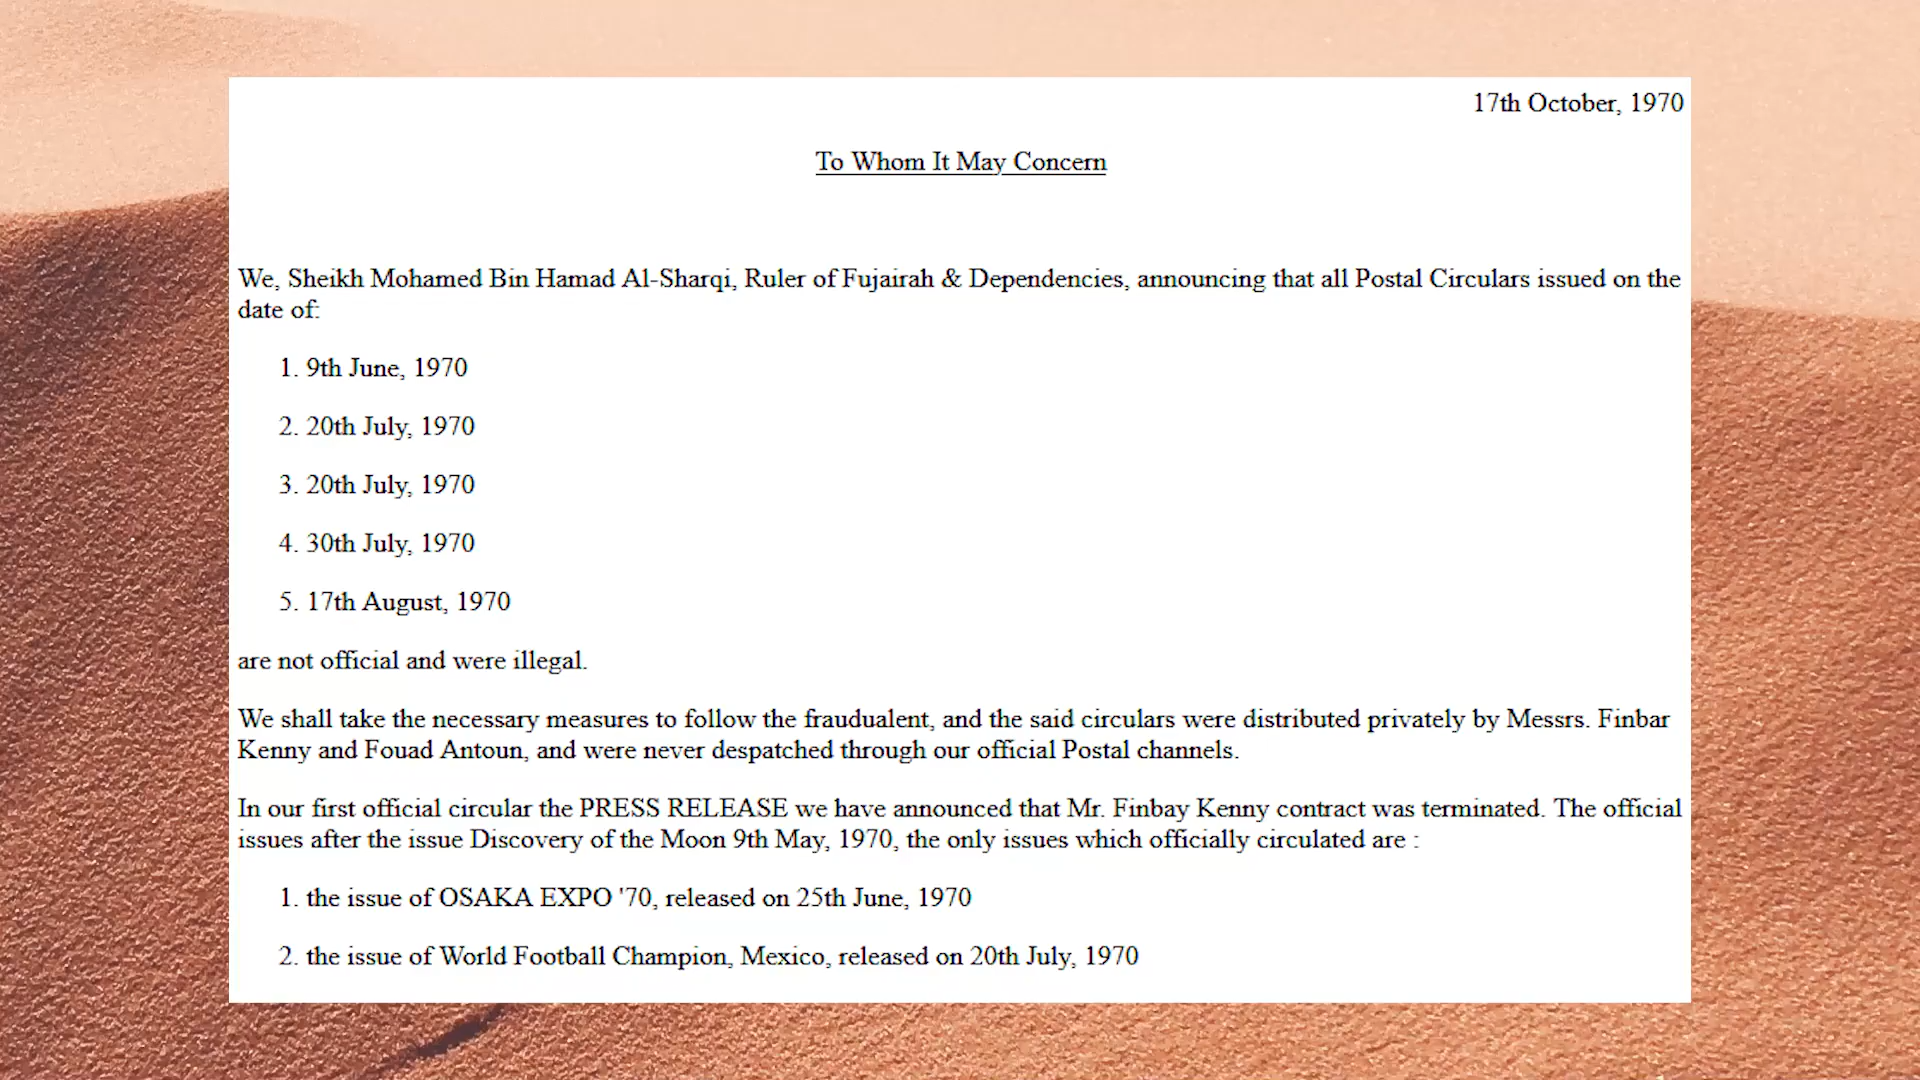 17th October, 1970
To Whom It May Concern
We, Sheikh Mohamed Bin Hamad Al-Sharqi, Ruler of Fujairah & Dependencies, announcing that all Postal Circulars issued on the
date of:
1. 9th June, 1970
2. 20th July, 1970
3. 20th July, 1970
4. 30th July, 1970
5. 17th August, 1970
are not official and were illegal.
We shall take the necessary measures to follow the fraudualent, and the said circulars were distributed privately by Messrs. Finbar
Kenny and Fouad Antoun, and were never despatched through our official Postal channels.
In our first official circular the PRESS RELEASE we have announced that Mr. Finbay Kenny contract was terminated. The official
issues after the issue Discovery of the Moon 9th May, 1970, the only issues which officially circulated are :
1. the issue of OSAKA EXPO '70, released on 25th June, 1970
2. the issue of World Football Champion, Mexico, released on 20th July, 1970